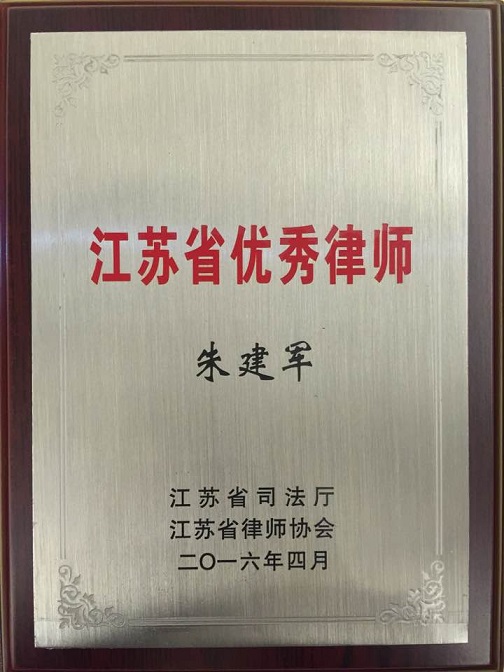 江苏省优秀律师
朱建军
江苏省司法厅
江苏省律师协会
二〇一六年四月